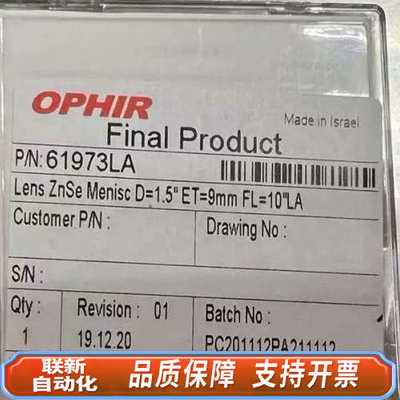 OPHIR
Made in Israel
Final Product
P/N:61973LA
Lens ZnSe Menisc D=1.5" ET=9mm FL=10"LA
Customer P/N : Drawing No :
S/N :
Qty : Revision : 01 Batch No :
1 19.12.20 PC201112PA211112
联新
自动化
品质保障 支持开票